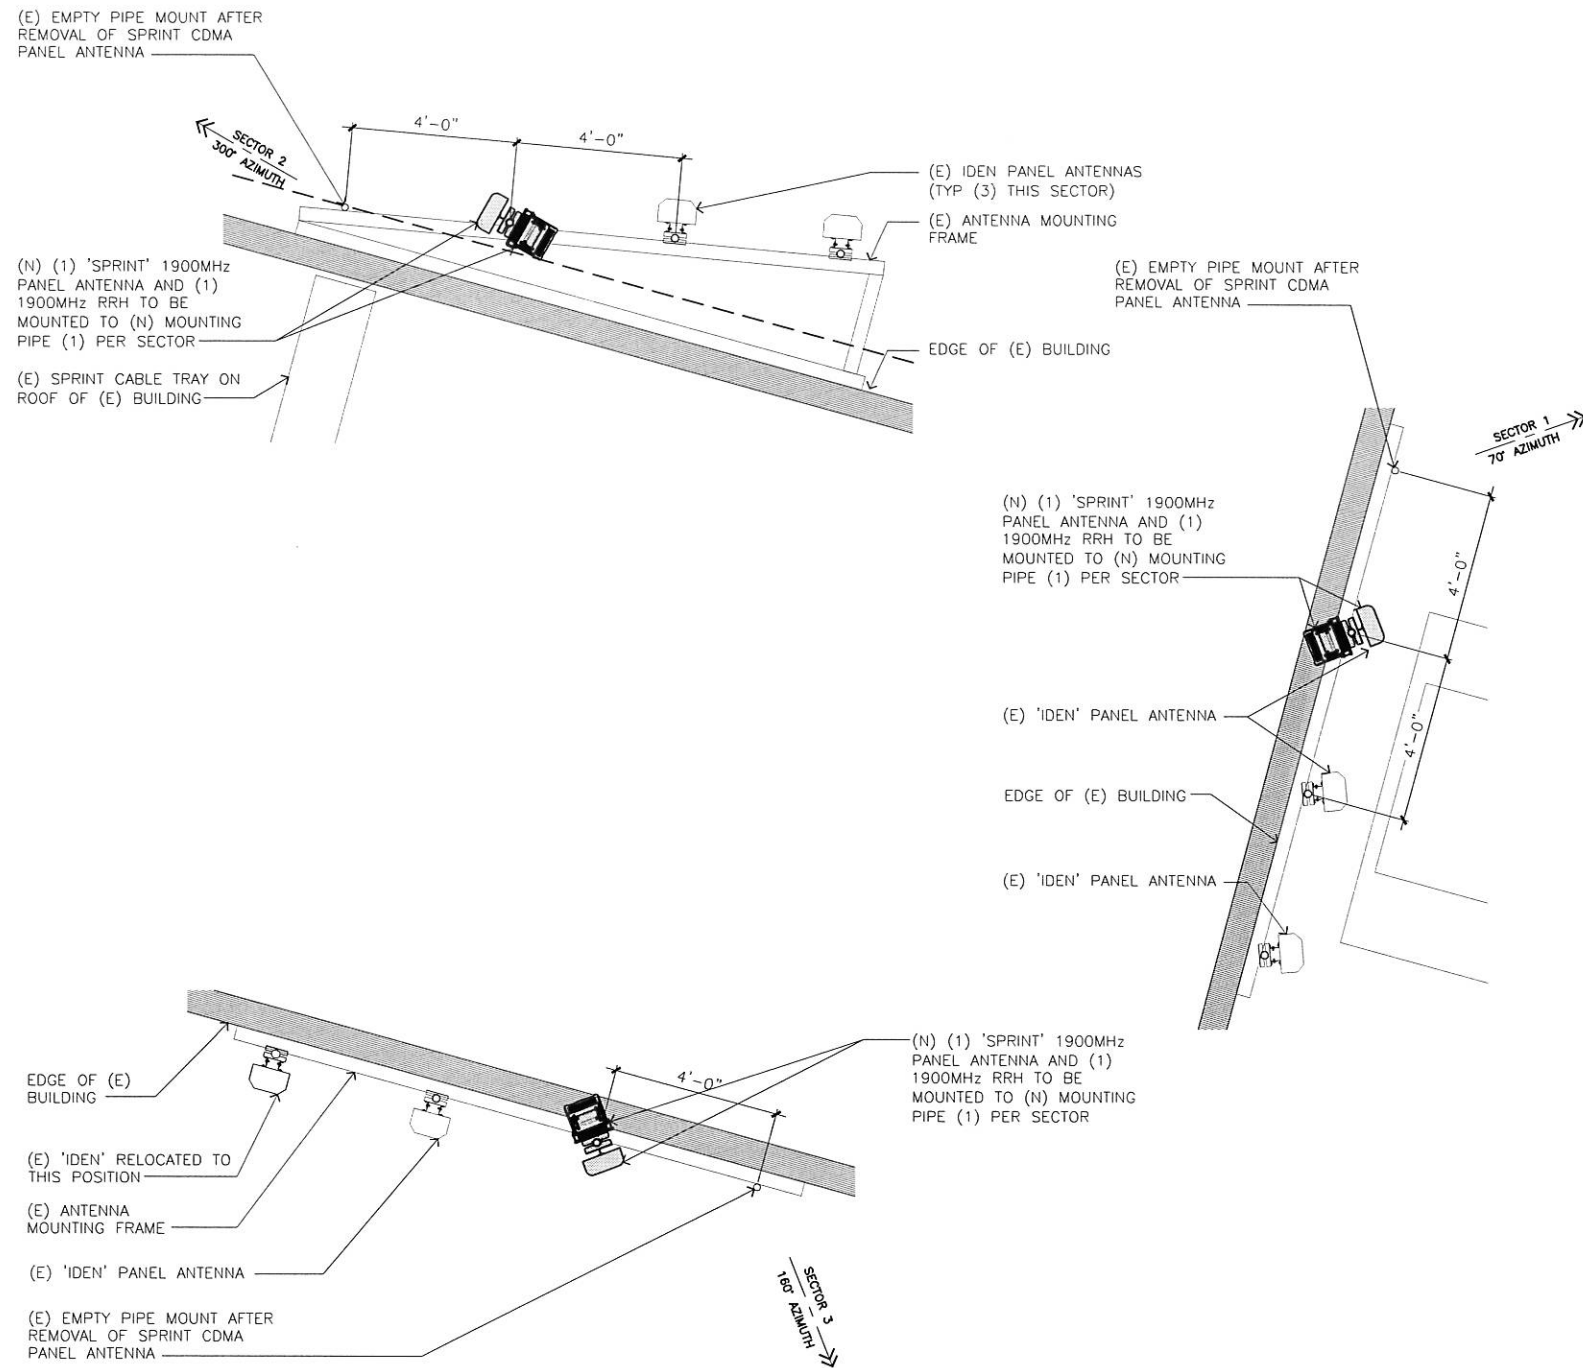 (E) EMPTY PIPE MOUNT AFTER
REMOVAL OF SPRINT CDMA
PANEL ANTENNA
4'-0"
4'-0"
SECTOR 2
300° AZIMUTH
(E) IDEN PANEL ANTENNAS
(TYP (3) THIS SECTOR)
(E) ANTENNA MOUNTING
FRAME
(N) (1) 'SPRINT' 1900MHz
PANEL ANTENNA AND (1)
1900MHz RRH TO BE
MOUNTED TO (N) MOUNTING
PIPE (1) PER SECTOR
(E) SPRINT CABLE TRAY ON
ROOF OF (E) BUILDING
EDGE OF (E) BUILDING
(E) EMPTY PIPE MOUNT AFTER
REMOVAL OF SPRINT CDMA
PANEL ANTENNA
SECTOR 1
70° AZIMUTH
(N) (1) 'SPRINT' 1900MHz
PANEL ANTENNA AND (1)
1900MHz RRH TO BE
MOUNTED TO (N) MOUNTING
PIPE (1) PER SECTOR
4'-0"
4'-0"
(E) 'IDEN' PANEL ANTENNA
EDGE OF (E) BUILDING
(E) 'IDEN' PANEL ANTENNA
(N) (1) 'SPRINT' 1900MHz
PANEL ANTENNA AND (1)
1900MHz RRH TO BE
MOUNTED TO (N) MOUNTING
PIPE (1) PER SECTOR
4'-0"
EDGE OF (E)
BUILDING
(E) 'IDEN' RELOCATED TO
THIS POSITION
(E) ANTENNA
MOUNTING FRAME
(E) 'IDEN' PANEL ANTENNA
(E) EMPTY PIPE MOUNT AFTER
REMOVAL OF SPRINT CDMA
PANEL ANTENNA
SECTOR 3
160° AZIMUTH